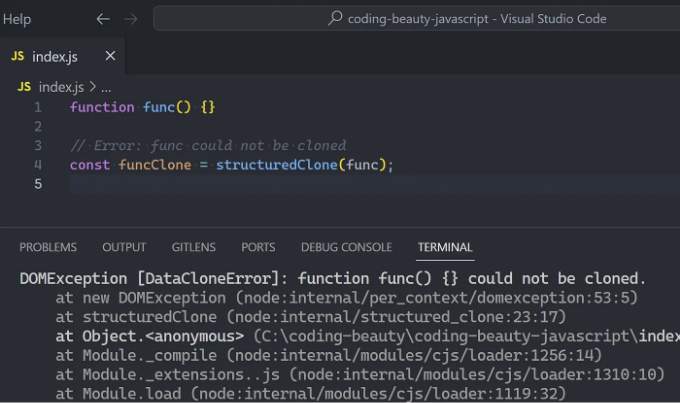 Help coding-beauty-javascript - Visual Studio Code
JS index.js
JS index.js > ...
1 function func() {}
2
3 // Error: func could not be cloned
4 const funcClone = structuredClone(func);
5
PROBLEMS OUTPUT GITLENS PORTS DEBUG CONSOLE TERMINAL
DOMException [DataCloneError]: function func() {} could not be cloned.
at new DOMException (node:internal/per_context/domexception:53:5)
at structuredClone (node:internal/structured_clone:23:17)
at Object.<anonymous> (C:\coding-beauty\coding-beauty-javascript\index
at Module._compile (node:internal/modules/cjs/loader:1256:14)
at Module._extensions..js (node:internal/modules/cjs/loader:1310:10)
at Module.load (node:internal/modules/cjs/loader:1119:32)